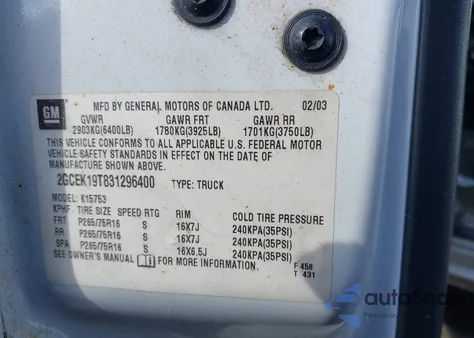 GM MFD BY GENERAL MOTORS OF CANADA LTD. 02/03
GVWR GAWR FRT GAWR RR
2903KG(6400LB) 1780KG(3925LB) 1701KG(3750LB)
THIS VEHICLE CONFORMS TO ALL APPLICABLE U.S. FEDERAL MOTOR
VEHICLE SAFETY STANDARDS IN EFFECT ON THE DATE OF
MANUFACTURE SHOWN ABOVE.
2GCEK19T831296400 TYPE: TRUCK
MODEL: K15753
KPHF TIRE SIZE SPEED RTG RIM COLD TIRE PRESSURE
FRT P265/75R16 S 16X7J 240KPA(35PSI)
RR P265/75R16 S 16X7J 240KPA(35PSI)
SPA P265/75R16 S 16X6.5J 240KPA(35PSI)
SEE OWNER'S MANUAL FOR MORE INFORMATION. F 458
T 431